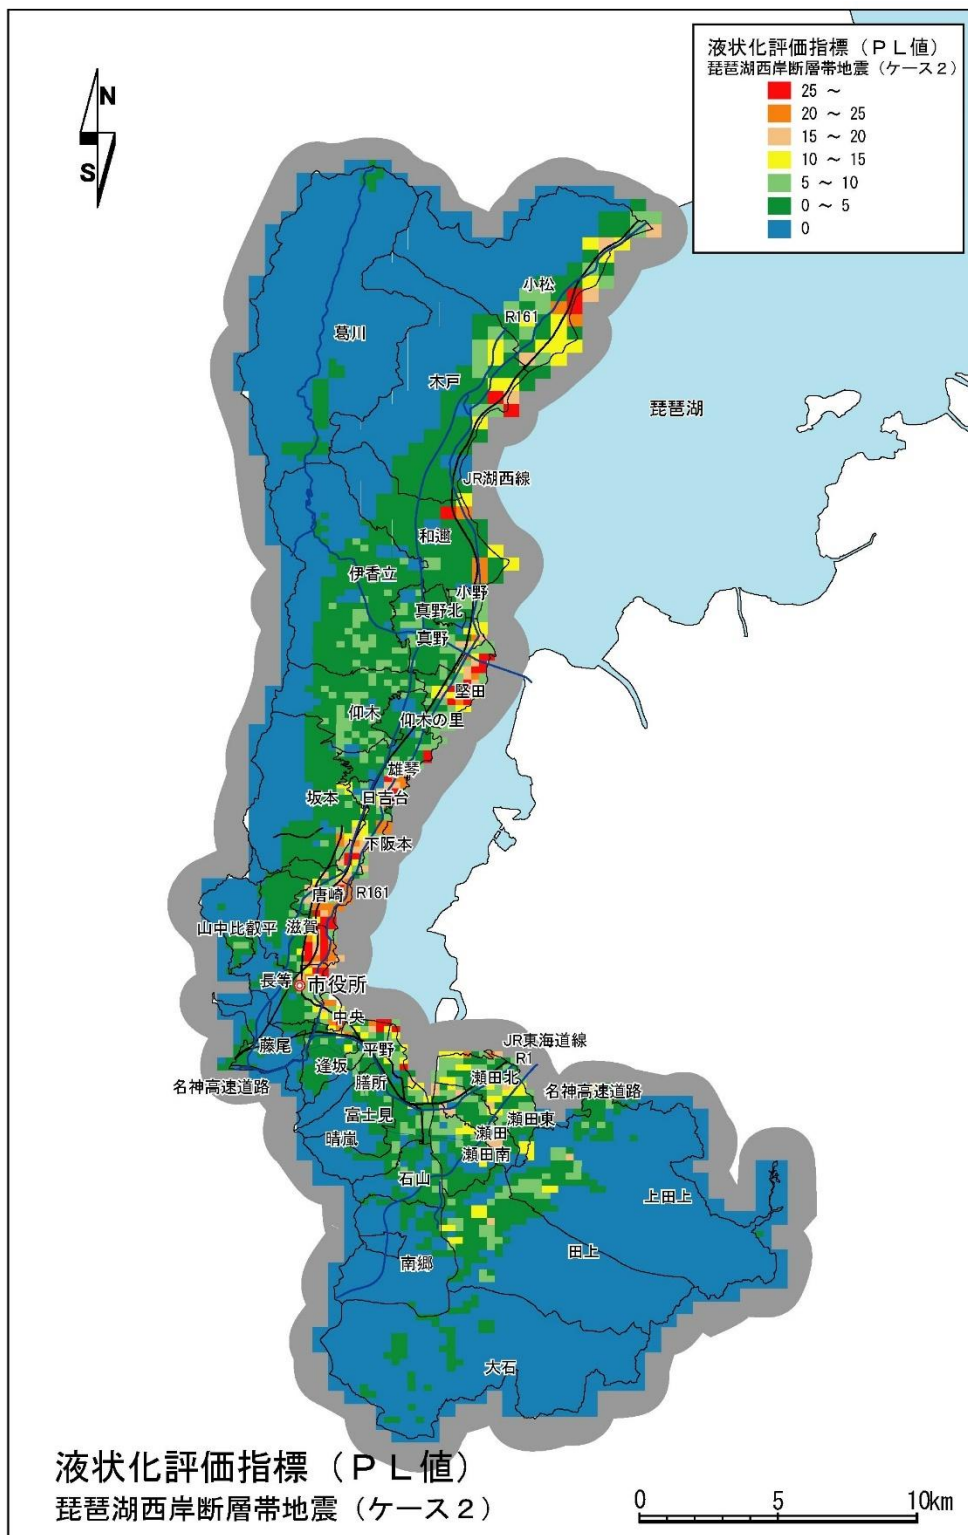 液状化評価指標（ＰＬ値）
琵琶湖西岸断層帯地震（ケース２）
25 ～
20 ～ 25
15 ～ 20
10 ～ 15
5 ～ 10
0 ～ 5
0
N
S
小松
R161
葛川
木戸
琵琶湖
JR湖西線
和邇
伊香立
小野
真野北
真野
堅田
仰木
仰木の里
雄琴
坂本
日吉台
下阪本
唐崎
R161
山中比叡平
滋賀
長等
市役所
中央
藤尾
平野
JR東海道線
R1
逢坂
膳所
瀬田北
名神高速道路
名神高速道路
富士見
瀬田東
晴嵐
瀬田
瀬田南
石山
上田上
田上
南郷
大石
液状化評価指標（ＰＬ値）
琵琶湖西岸断層帯地震（ケース２）
0 5 10km